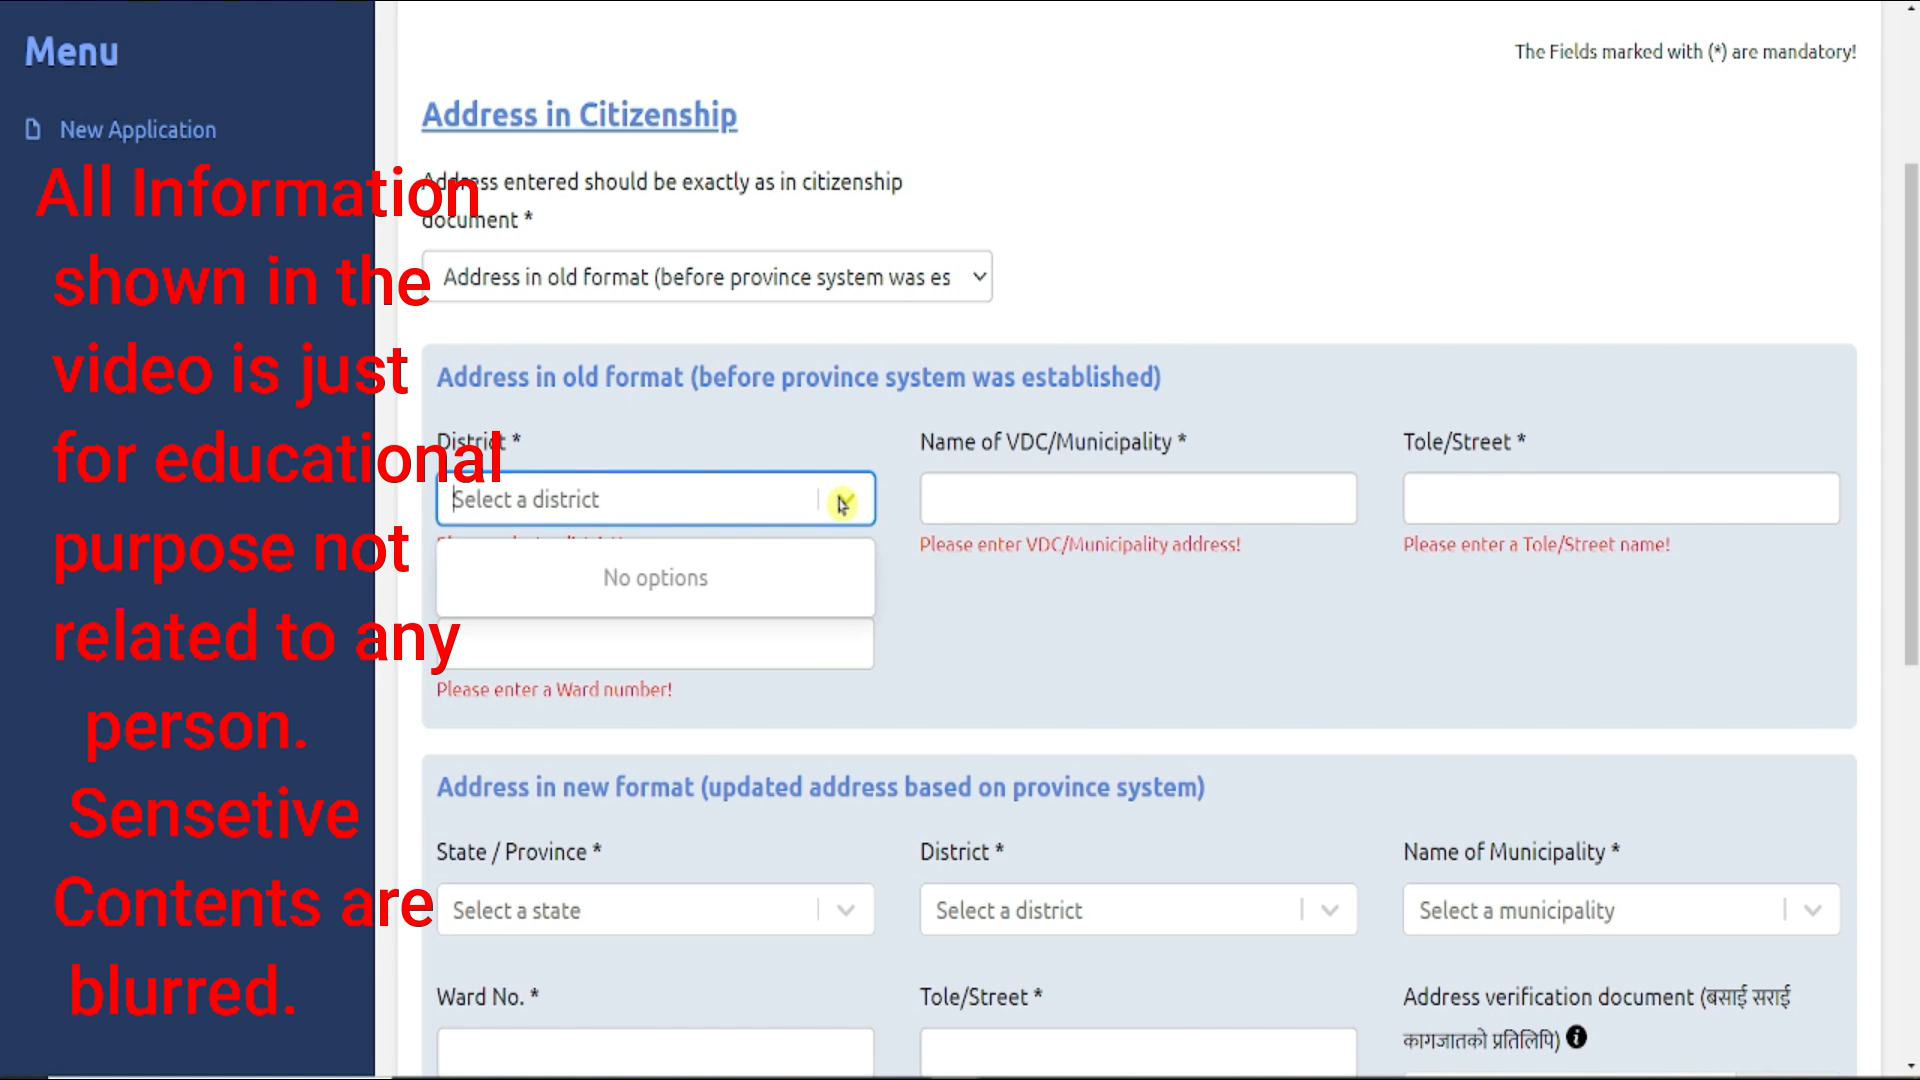 Menu
New Application
All Information
shown in the
video is just
for educational
purpose not
related to any
person.
Sensetive
Contents are
blurred.
The Fields marked with (*) are mandatory!
Address in Citizenship
Address entered should be exactly as in citizenship
document *
Address in old format (before province system was es
Address in old format (before province system was established)
District *
Name of VDC/Municipality *
Tole/Street *
Select a district
Please enter VDC/Municipality address!
Please enter a Tole/Street name!
No options
Please enter a Ward number!
Address in new format (updated address based on province system)
State / Province *
District *
Name of Municipality *
Select a state
Select a district
Select a municipality
Ward No. *
Tole/Street *
Address verification document (बसाई सराई
कागजातको प्रतिलिपि)